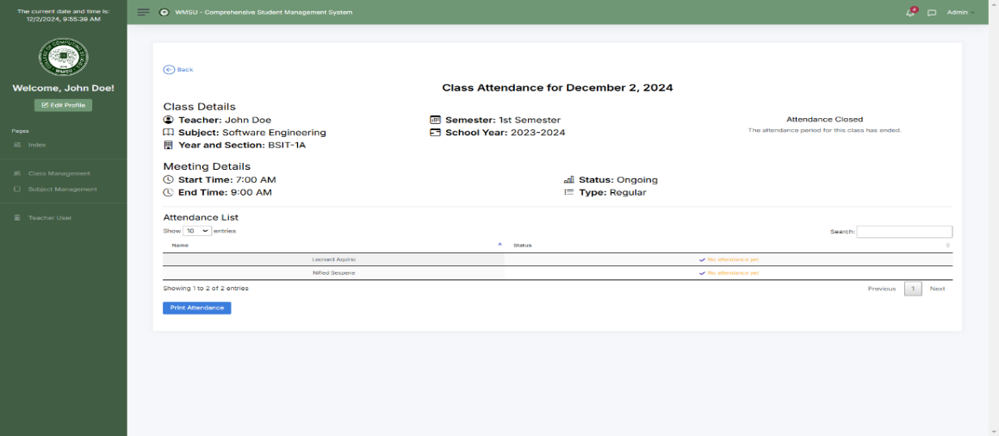 The current date and time is:
12/2/2024, 9:55:39 AM
WMSU - Comprehensive Student Management System
4
Admin
COLLEGE OF COMPUTING STUDIES
WMSU
Welcome, John Doe!
Edit Profile
Pages
Index
Class Management
Subject Management
Teacher User
Back
Class Attendance for December 2, 2024
Class Details
Teacher: John Doe
Subject: Software Engineering
Year and Section: BSIT-1A
Semester: 1st Semester
School Year: 2023-2024
Attendance Closed
The attendance period for this class has ended.
Meeting Details
Start Time: 7:00 AM
End Time: 9:00 AM
Status: Ongoing
Type: Regular
Attendance List
Show 10 entries
Search:
Name Status
Leonard Aquino No attendance yet
Nified Sespene No attendance yet
Showing 1 to 2 of 2 entries
Previous 1 Next
Print Attendance